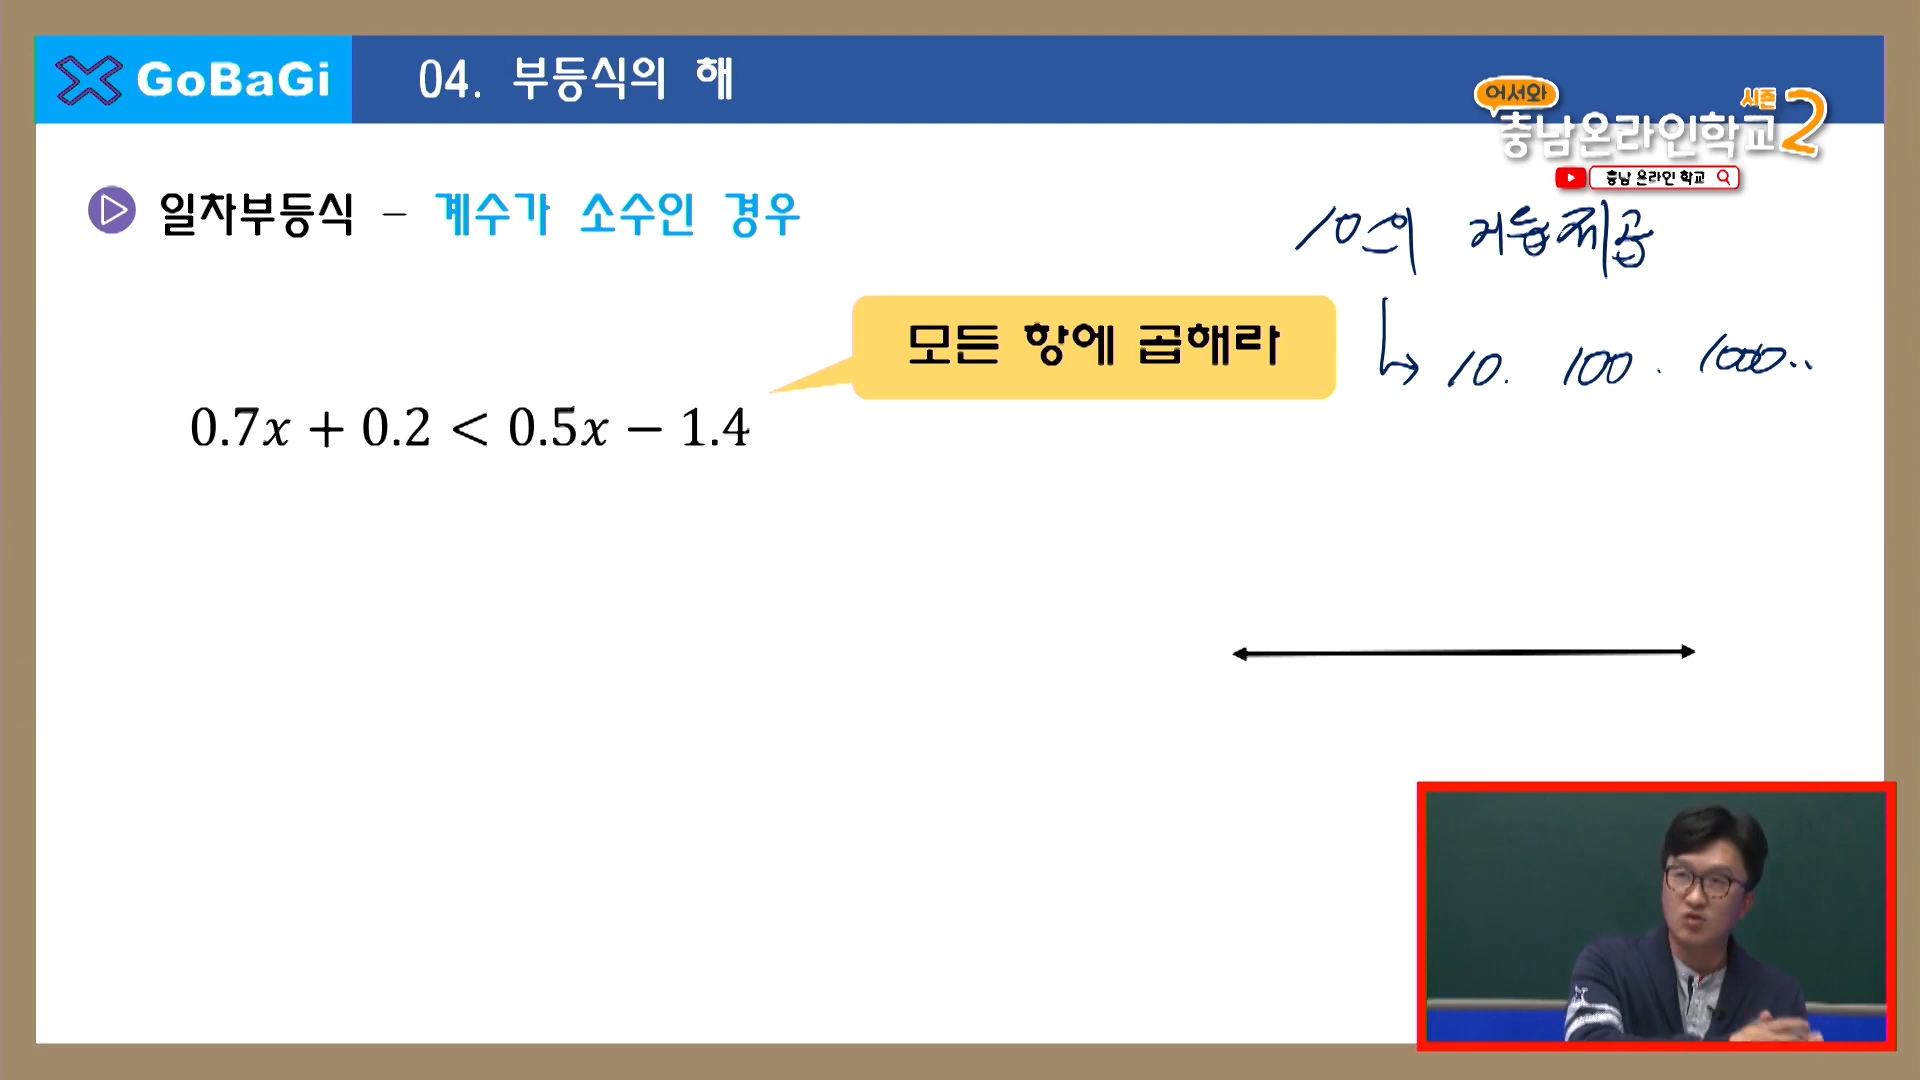 GoBaGi
04. 부등식의 해
어서와
시즌2
충남온라인학교
충남 온라인 학교
일차부등식 – 계수가 소수인 경우
10의 거듭제곱
모든 항에 곱해라
→ 10. 100. 1000..
0.7x + 0.2 < 0.5x − 1.4